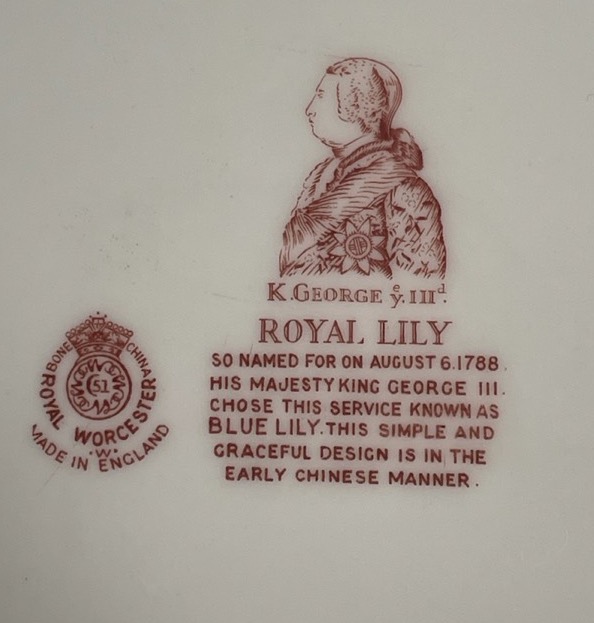 K. GEORGE yᵉ. IIIᵈ.
ROYAL LILY
SO NAMED FOR ON AUGUST 6.1788.
HIS MAJESTY KING GEORGE III.
CHOSE THIS SERVICE KNOWN AS
BLUE LILY. THIS SIMPLE AND
GRACEFUL DESIGN IS IN THE
EARLY CHINESE MANNER.
BONE CHINA
51
ROYAL WORCESTER
·W·
MADE IN ENGLAND